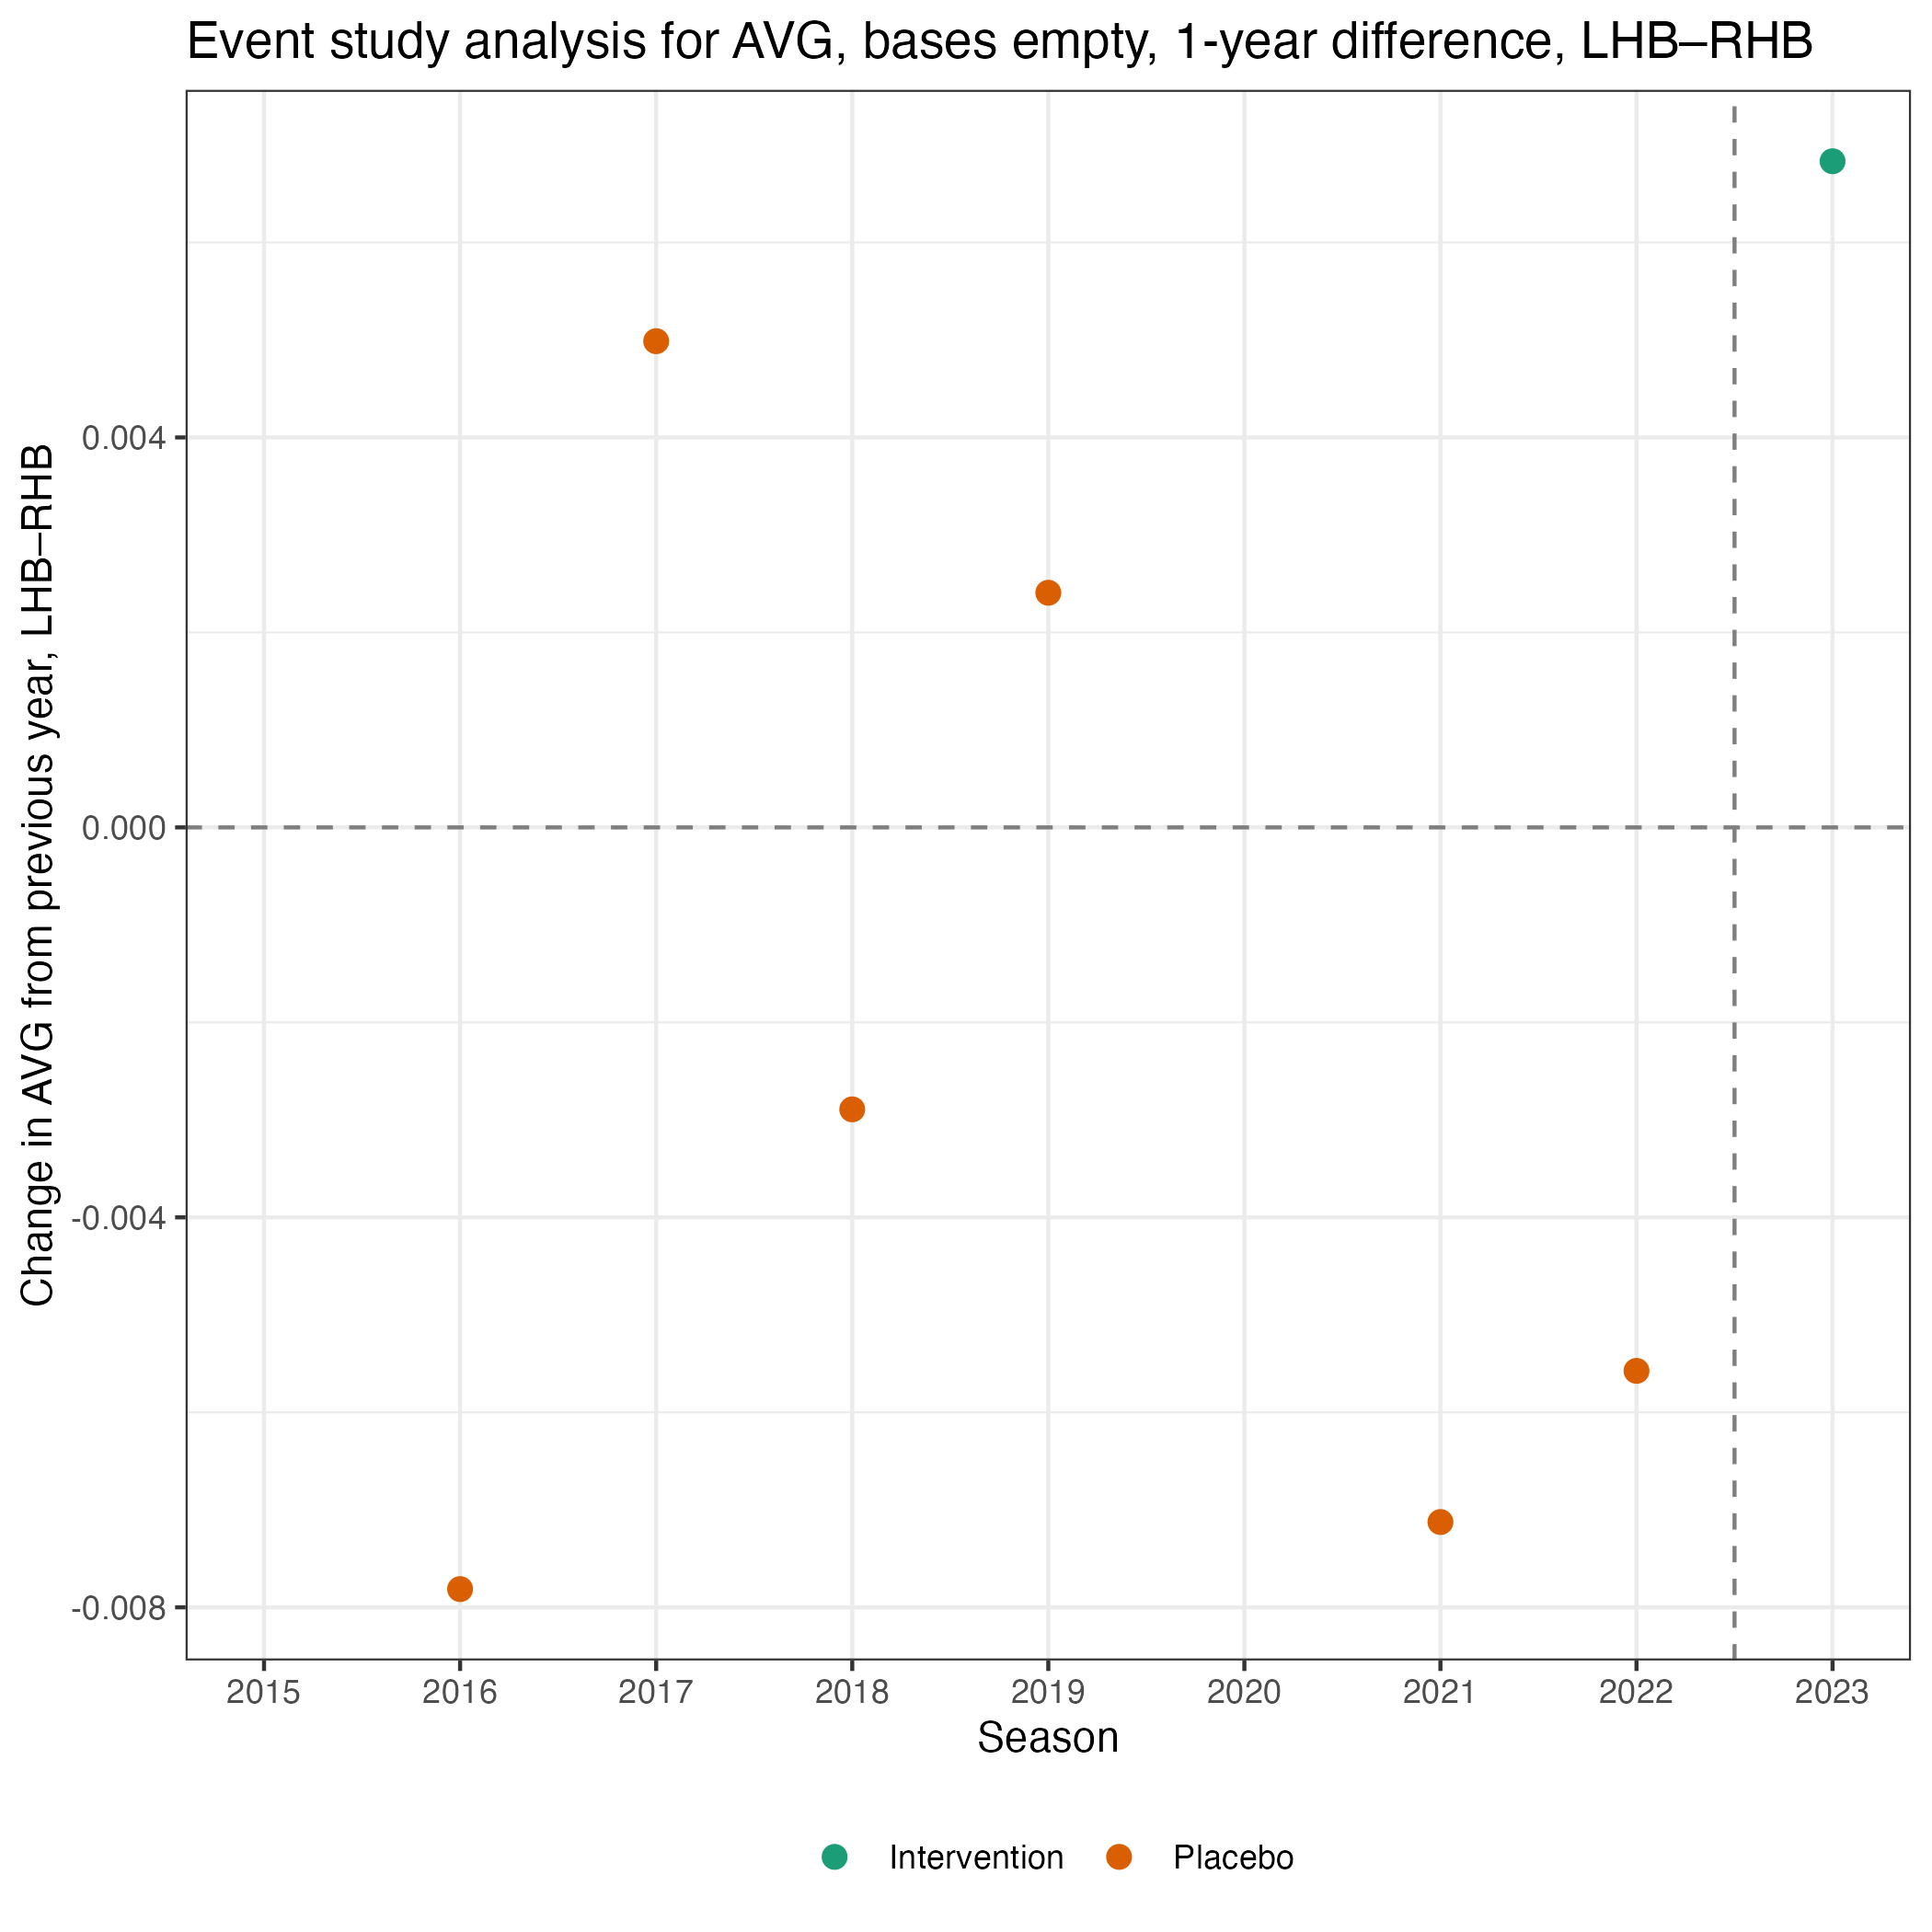 Event study analysis for AVG, bases empty, 1-year difference, LHB–RHB
Change in AVG from previous year, LHB–RHB
0.004
0.000
-0.004
-0.008
2015 2016 2017 2018 2019 2020 2021 2022 2023
Season
Intervention Placebo